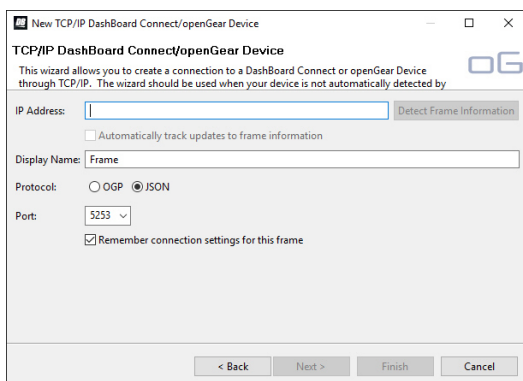 New TCP/IP DashBoard Connect/openGear Device
TCP/IP DashBoard Connect/openGear Device
This wizard allows you to create a connection to a DashBoard Connect or openGear Device
through TCP/IP. The wizard should be used when your device is not automatically detected by
oG
IP Address:
Detect Frame Information
Automatically track updates to frame information
Display Name: Frame
Protocol: OGP JSON
Port: 5253
Remember connection settings for this frame
< Back Next > Finish Cancel